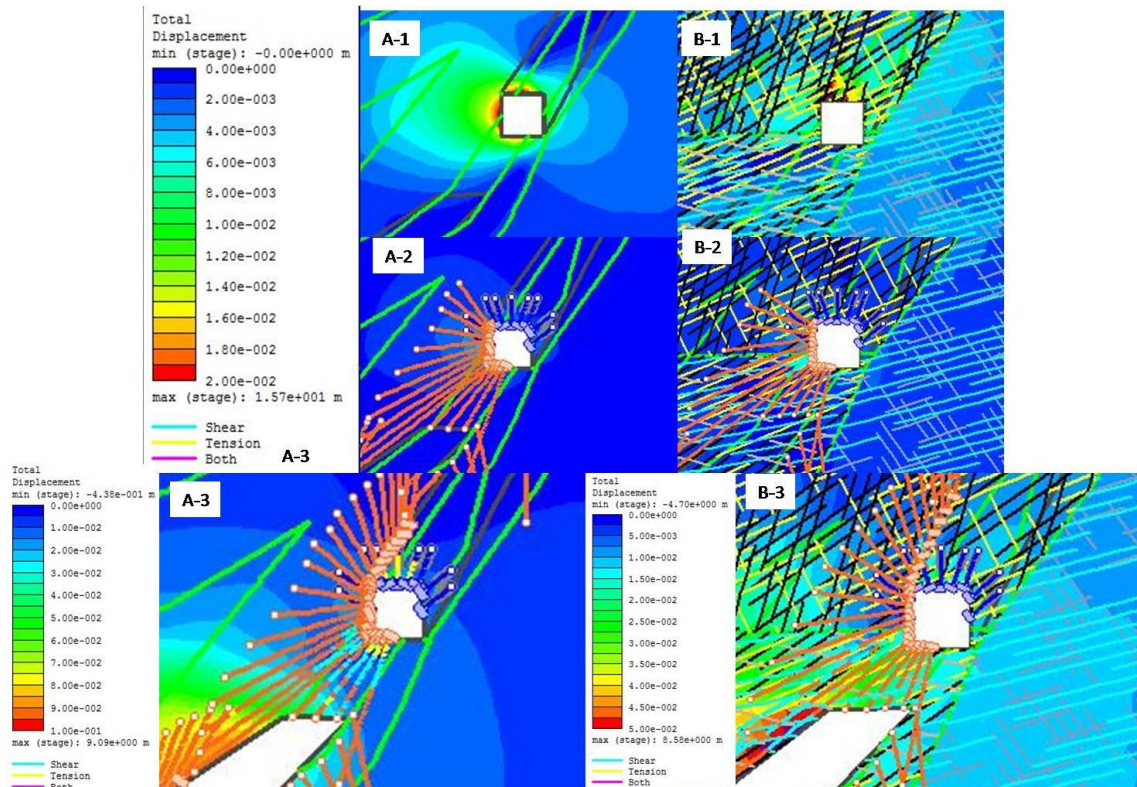 Total
Displacement
min (stage): -0.00e+000 m
0.00e+000
2.00e-003
4.00e-003
6.00e-003
8.00e-003
1.00e-002
1.20e-002
1.40e-002
1.60e-002
1.80e-002
2.00e-002
max (stage): 1.57e+001 m
Shear
Tension
Both
A-3
A-1
B-1
A-2
B-2
Total
Displacement
min (stage): -4.38e-001 m
0.00e+000
1.00e-002
2.00e-002
3.00e-002
4.00e-002
5.00e-002
6.00e-002
7.00e-002
8.00e-002
9.00e-002
1.00e-001
max (stage): 9.09e+000 m
Shear
Tension
Both
A-3
Total
Displacement
min (stage): -4.70e+000 m
0.00e+000
5.00e-003
1.00e-002
1.50e-002
2.00e-002
2.50e-002
3.00e-002
3.50e-002
4.00e-002
4.50e-002
5.00e-002
max (stage): 8.58e+000 m
Shear
Tension
Both
B-3